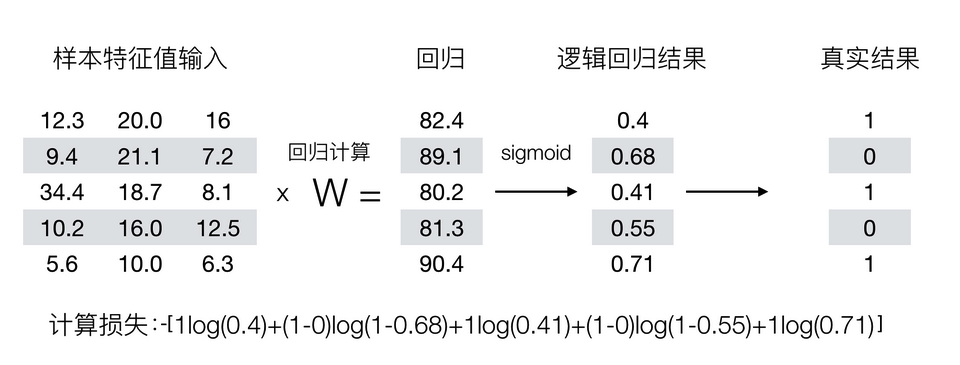 样本特征值输入 回归 逻辑回归结果 真实结果
12.3 20.0 16 82.4 0.4 1
9.4 21.1 7.2 回归计算 89.1 sigmoid 0.68 0
34.4 18.7 8.1 x W = 80.2 0.41 1
10.2 16.0 12.5 81.3 0.55 0
5.6 10.0 6.3 90.4 0.71 1
计算损失:-[1log(0.4)+(1-0)log(1-0.68)+1log(0.41)+(1-0)log(1-0.55)+1log(0.71)]